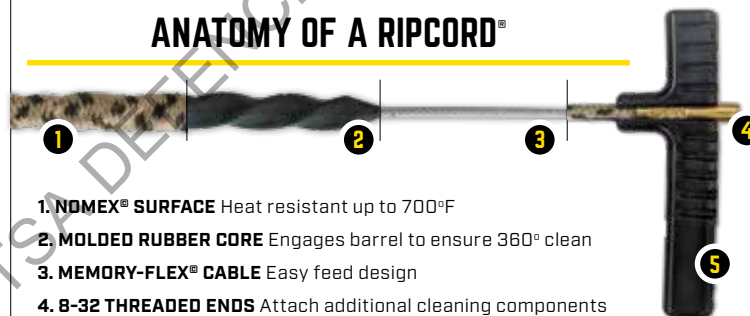 ANATOMY OF A RIPCORD®
1
2
3
4
5
1. NOMEX® SURFACE Heat resistant up to 700°F
2. MOLDED RUBBER CORE Engages barrel to ensure 360° clean
3. MEMORY-FLEX® CABLE Easy feed design
4. 8-32 THREADED ENDS Attach additional cleaning components
TSA DEFENC